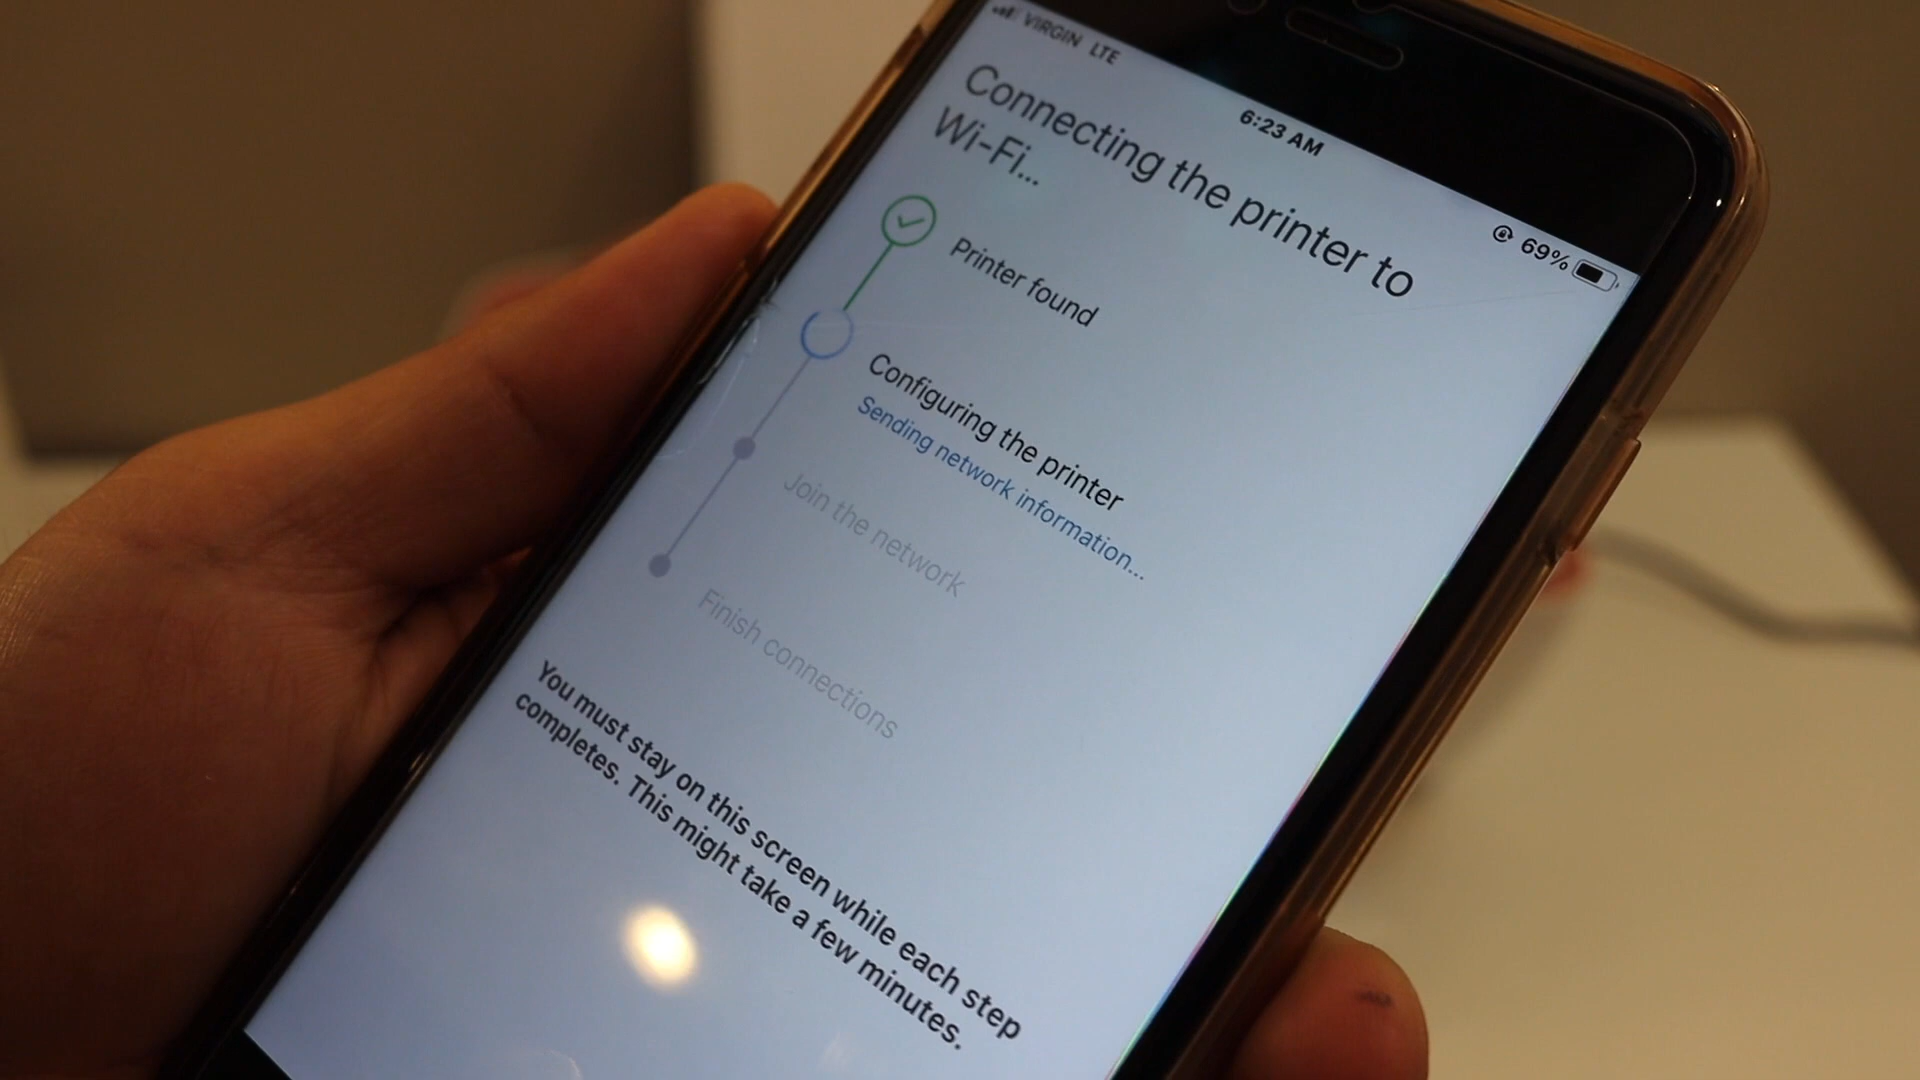 VIRGIN LTE
6:23 AM
69%
Connecting the printer to
Wi-Fi...
Printer found
Configuring the printer
Sending network information...
Join the network
Finish connections
You must stay on this screen while each step
completes. This might take a few minutes.